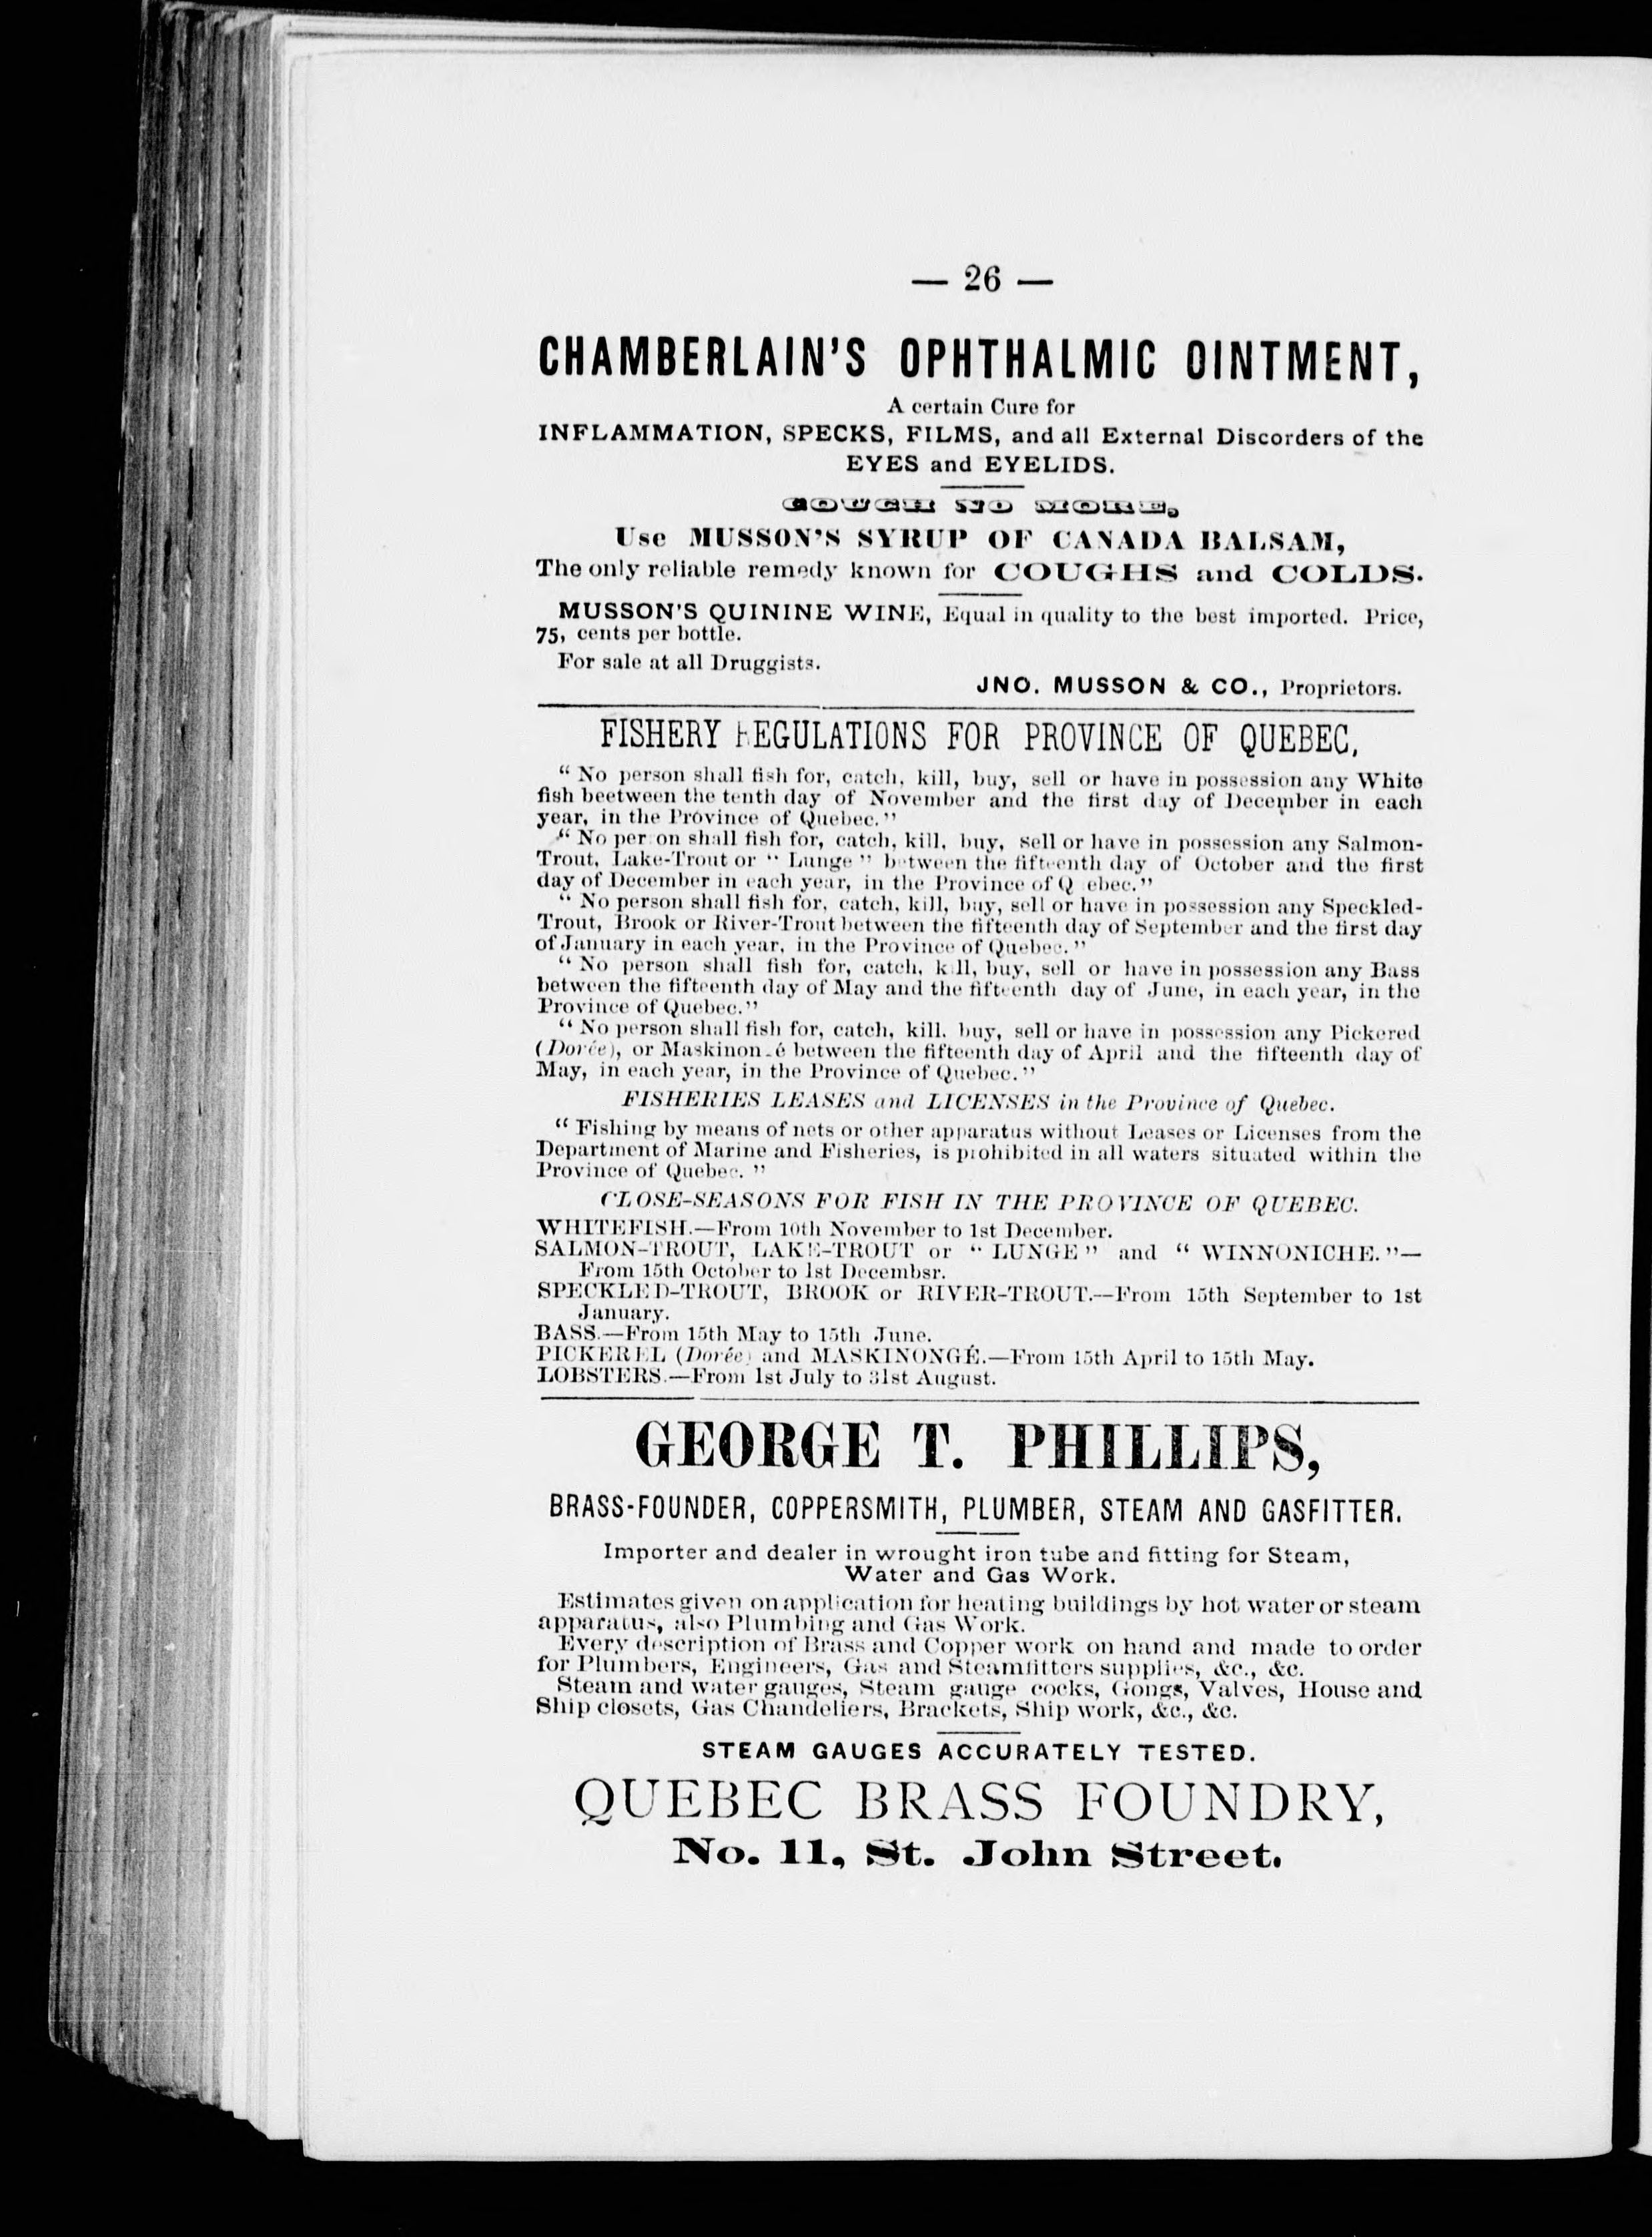 — 26 —
CHAMBERLAIN'S OPHTHALMIC OINTMENT,
A certain Cure for
INFLAMMATION, SPECKS, FILMS, and all External Discorders of the
EYES and EYELIDS.
COUGH NO MORE,
Use MUSSON'S SYRUP OF CANADA BALSAM,
The only reliable remedy known for COUGHS and COLDS.
MUSSON'S QUININE WINE, Equal in quality to the best imported. Price,
75, cents per bottle.
For sale at all Druggists.
JNO. MUSSON & CO., Proprietors.
FISHERY REGULATIONS FOR PROVINCE OF QUEBEC,
" No person shall fish for, catch, kill, buy, sell or have in possession any White
fish beetween the tenth day of November and the first day of December in each
year, in the Province of Quebec."
" No per on shall fish for, catch, kill, buy, sell or have in possession any Salmon-
Trout, Lake-Trout or " Lunge " b tween the fifteenth day of October and the first
day of December in each year, in the Province of Q ebec."
" No person shall fish for, catch, kill, buy, sell or have in possession any Speckled-
Trout, Brook or River-Trout between the fifteenth day of September and the first day
of January in each year, in the Province of Quebec."
" No person shall fish for, catch, k ll, buy, sell or have in possession any Bass
between the fifteenth day of May and the fifteenth day of June, in each year, in the
Province of Quebec."
" No person shall fish for, catch, kill. buy, sell or have in possession any Pickered
(Dorée), or Maskinon.é between the fifteenth day of April and the fifteenth day of
May, in each year, in the Province of Quebec."
FISHERIES LEASES and LICENSES in the Province of Quebec.
" Fishing by means of nets or other apparatus without Leases or Licenses from the
Department of Marine and Fisheries, is prohibited in all waters situated within the
Province of Quebec. "
CLOSE-SEASONS FOR FISH IN THE PROVINCE OF QUEBEC.
WHITEFISH.—From 10th November to 1st December.
SALMON-TROUT, LAKE-TROUT or " LUNGE " and " WINNONICHE."—
From 15th October to 1st Decembsr.
SPECKLED-TROUT, BROOK or RIVER-TROUT.—From 15th September to 1st
January.
BASS.—From 15th May to 15th June.
PICKEREL (Dorée) and MASKINONGÉ.—From 15th April to 15th May.
LOBSTERS.—From 1st July to 31st August.
GEORGE T. PHILLIPS,
BRASS-FOUNDER, COPPERSMITH, PLUMBER, STEAM AND GASFITTER.
Importer and dealer in wrought iron tube and fitting for Steam,
Water and Gas Work.
Estimates given on application for heating buildings by hot water or steam
apparatus, also Plumbing and Gas Work.
Every description of Brass and Copper work on hand and made to order
for Plumbers, Engineers, Gas and Steamfitters supplies, &c., &c.
Steam and water gauges, Steam gauge cocks, Gongs, Valves, House and
Ship closets, Gas Chandeliers, Brackets, Ship work, &c., &c.
STEAM GAUGES ACCURATELY TESTED.
QUEBEC BRASS FOUNDRY,
No. 11, St. John Street.